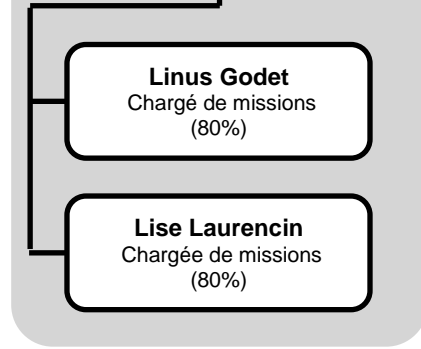 Linus Godet
Chargé de missions
(80%)
Lise Laurencin
Chargée de missions
(80%)